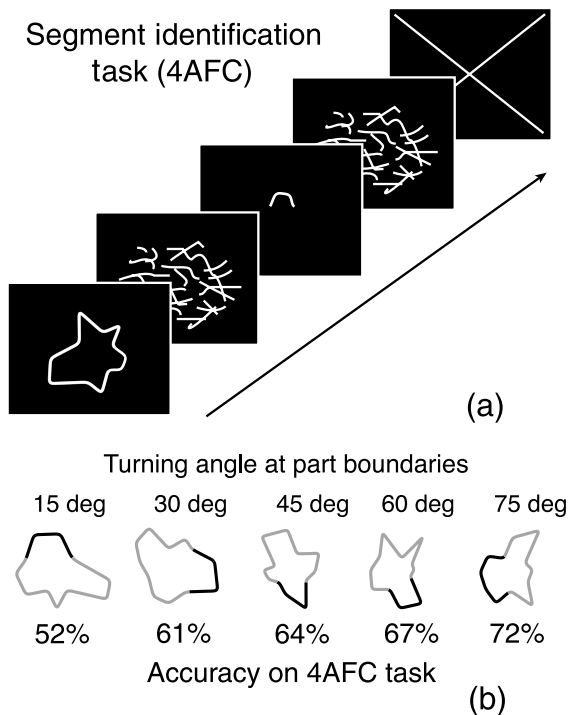 Segment identification
task (4AFC)
(a)
Turning angle at part boundaries
15 deg 30 deg 45 deg 60 deg 75 deg
52% 61% 64% 67% 72%
Accuracy on 4AFC task
(b)